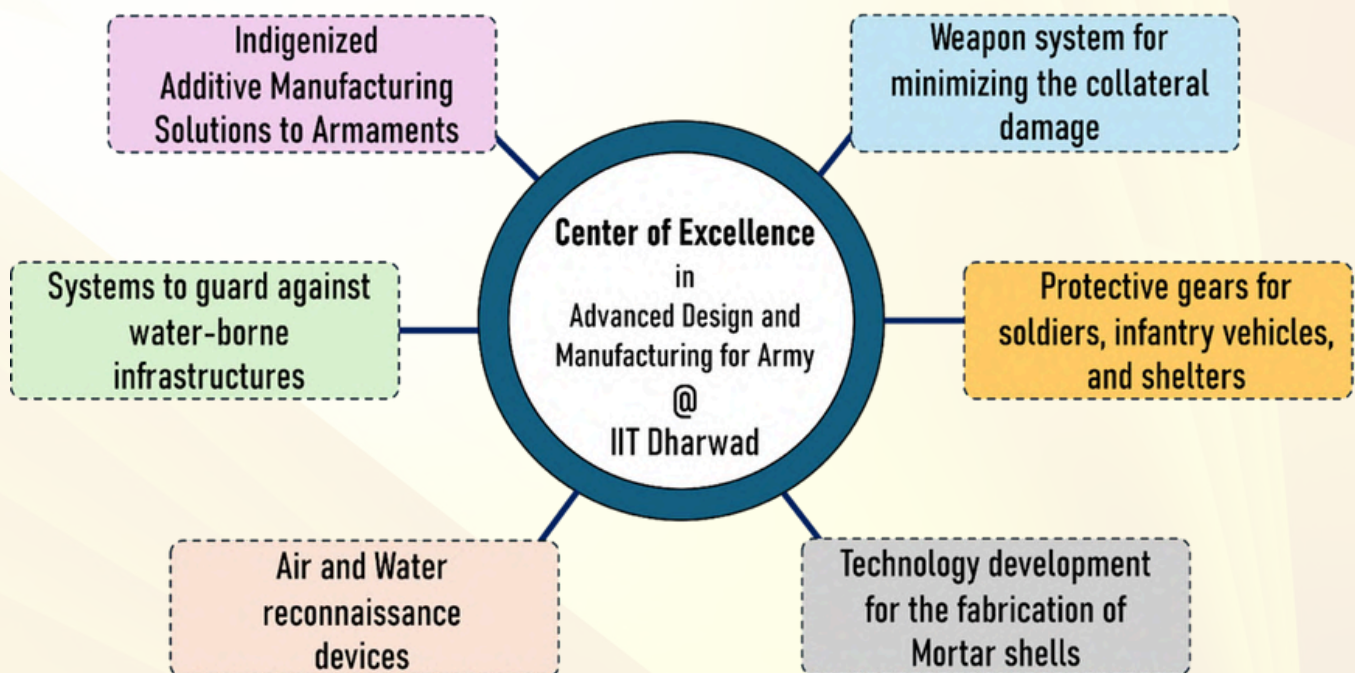 Indigenized
Additive Manufacturing
Solutions to Armaments
Weapon system for
minimizing the collateral
damage
Center of Excellence
in
Advanced Design and
Manufacturing for Army
@
IIT Dharwad
Systems to guard against
water-borne
infrastructures
Protective gears for
soldiers, infantry vehicles,
and shelters
Air and Water
reconnaissance
devices
Technology development
for the fabrication of
Mortar shells